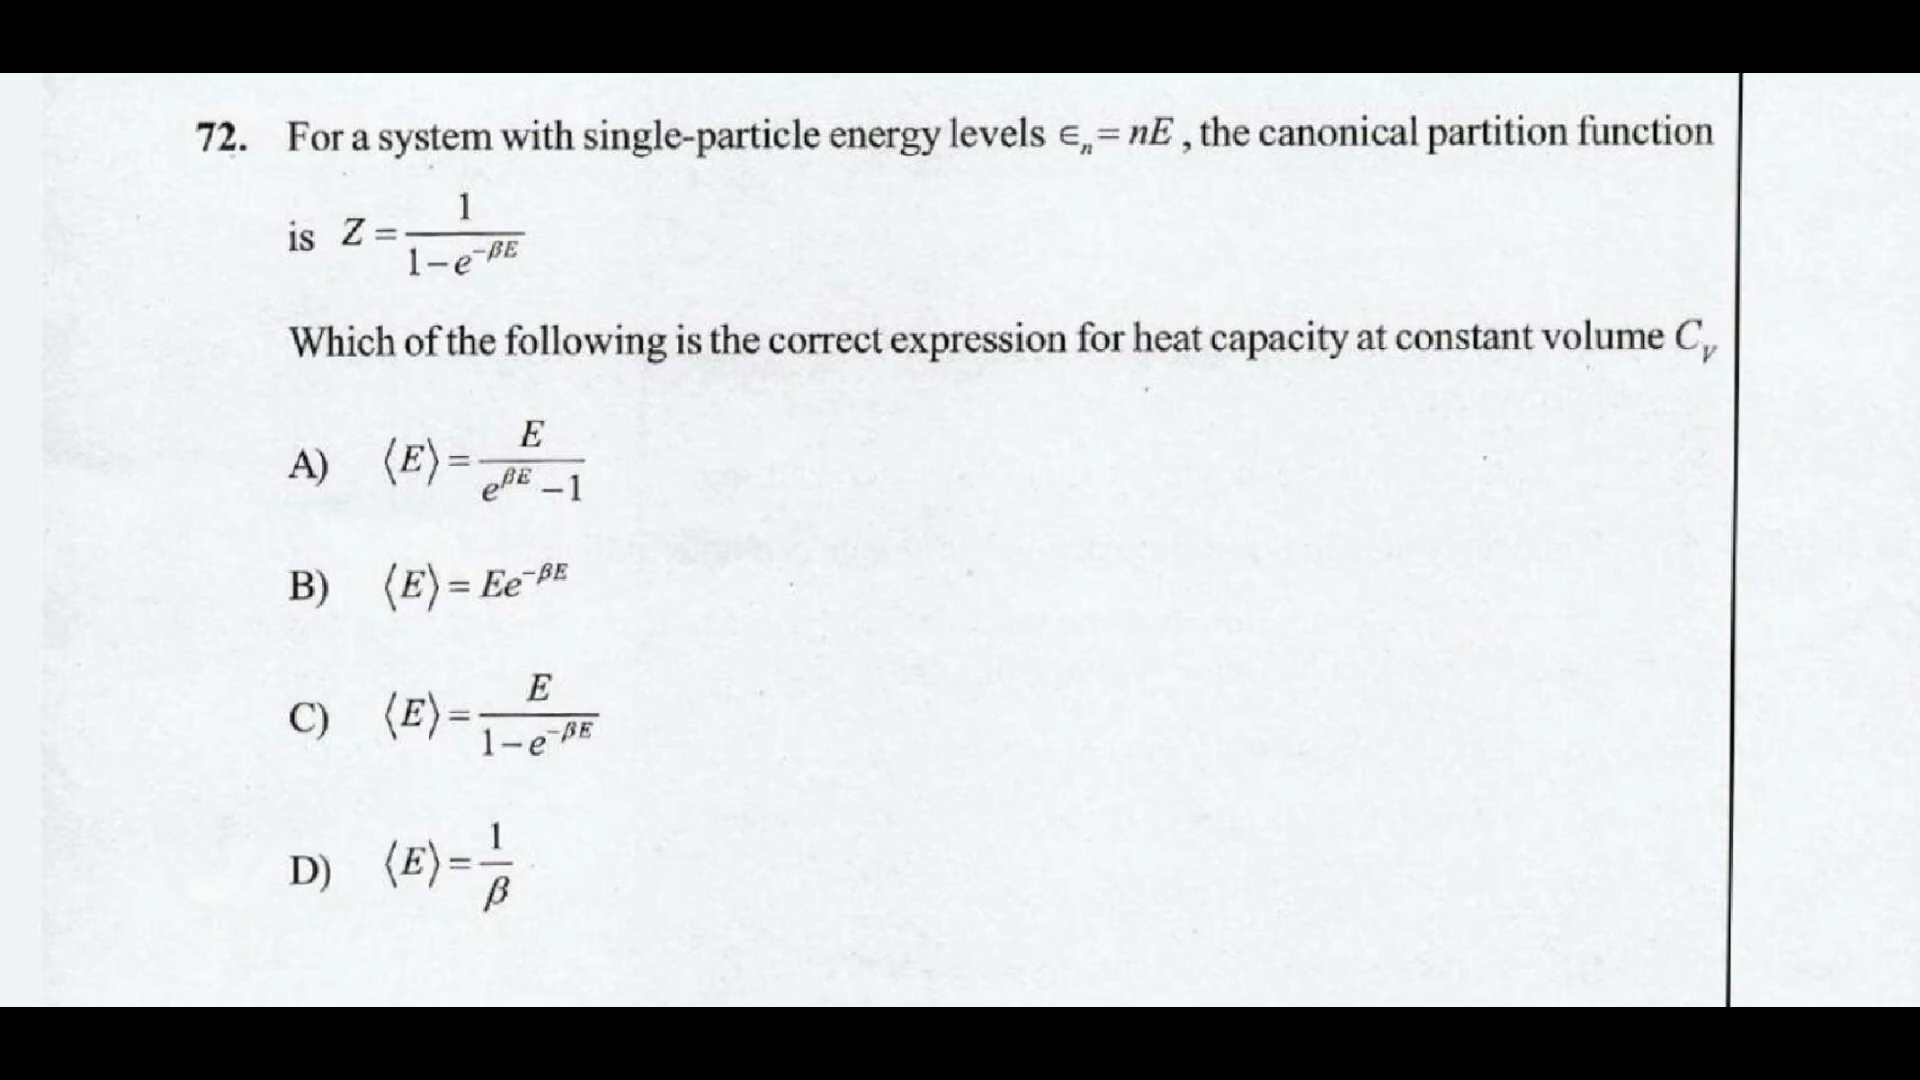 72. For a system with single-particle energy levels ∈ₙ = nE , the canonical partition function
is Z = 1 / (1 – e^(–βE))
Which of the following is the correct expression for heat capacity at constant volume Cᵥ
A) ⟨E⟩ = E / (e^(βE) – 1)
B) ⟨E⟩ = Ee^(–βE)
C) ⟨E⟩ = E / (1 – e^(–βE))
D) ⟨E⟩ = 1 / β